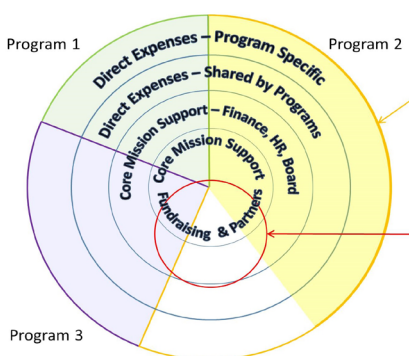 Program 1
Program 2
Direct Expenses – Program Specific
Direct Expenses – Shared by Programs
Core Mission Support – Finance, HR, Board
Core Mission Support
Fundraising & Partners
Program 3